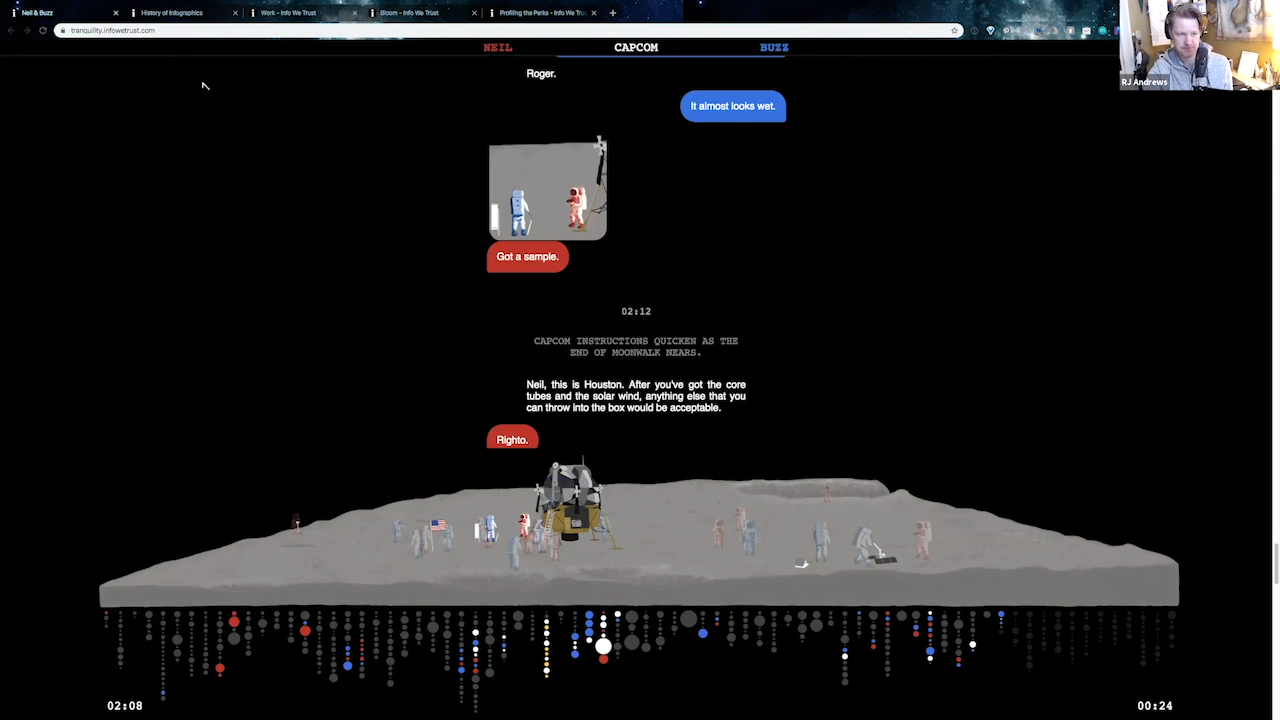 Neil & Buzz
History of Infographics
Work - Info We Trust
Bloom - Info We Trust
Profiling the Parks - Info We Tru
tranquility.infowetrust.com
NEIL
CAPCOM
BUZZ
RJ Andrews
Roger.
It almost looks wet.
Got a sample.
02:12
CAPCOM INSTRUCTIONS QUICKEN AS THE
END OF MOONWALK NEARS.
Neil, this is Houston. After you've got the core
tubes and the solar wind, anything else that you
can throw into the box would be acceptable.
Righto.
02:08
00:24